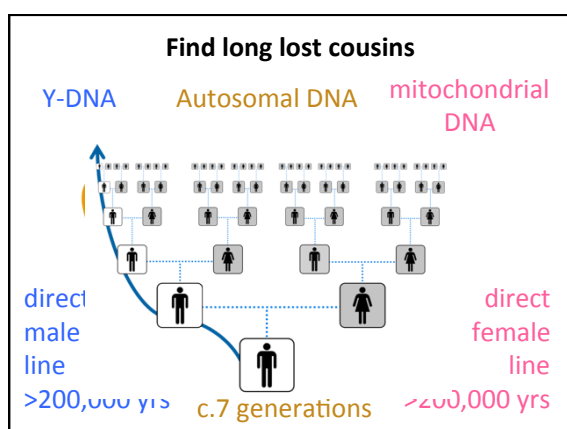 Find long lost cousins
Y-DNA
Autosomal DNA
mitochondrial
DNA
direct
male
line
>200,000 yrs
c.7 generations
direct
female
line
>200,000 yrs